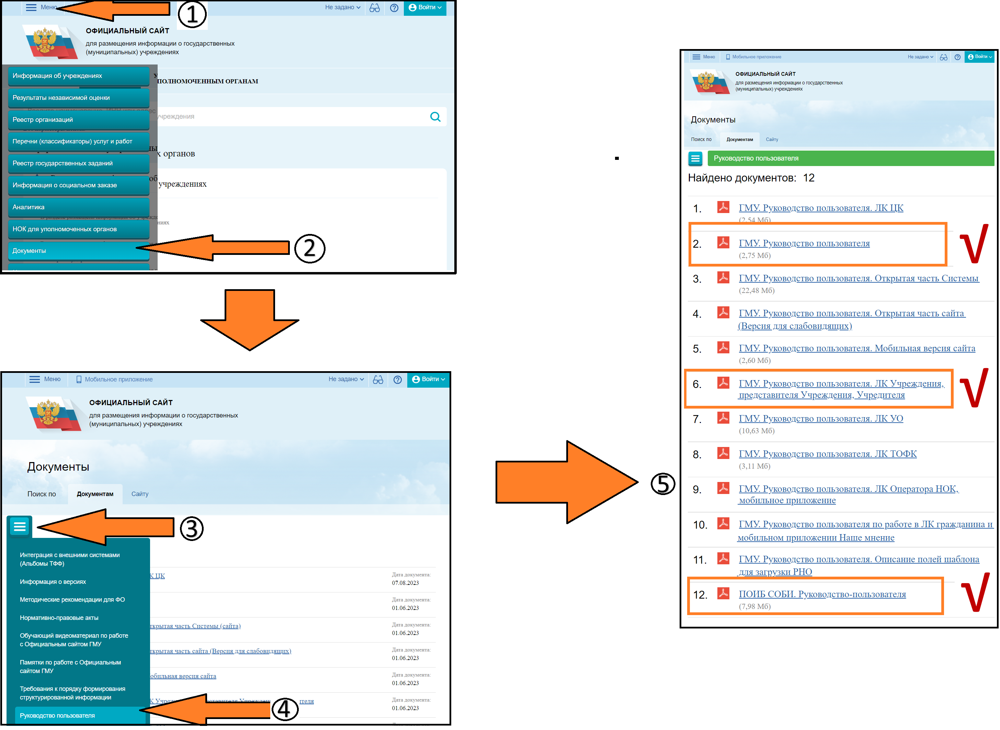 Меню
①
Не задано
Войти
ОФИЦИАЛЬНЫЙ САЙТ
для размещения информации о государственных
(муниципальных) учреждениях
Информация об учреждениях
УПОЛНОМОЧЕННЫМ ОРГАНАМ
Результаты независимой оценки
учреждения
Реестр организаций
Перечни (классификаторы) услуг и работ
х органов
Реестр государственных заданий
учреждениях
Информация о социальном заказе
Аналитика
НОК для уполномоченных органов
Документы
②
Меню
Мобильное приложение
Не задано
Войти
ОФИЦИАЛЬНЫЙ САЙТ
для размещения информации о государственных
(муниципальных) учреждениях
Документы
Поиск по
Документам
Сайту
③
Интеграция с внешними системами
(Альбомы ТФФ)
Информация о версиях
Методические рекомендации для ФО
Нормативно-правовые акты
Обучающий видеоматериал по работе
с Официальным сайтом ГМУ
Памятки по работе с Официальным
сайтом ГМУ
Требования к порядку формирования
структурированной информации
Руководство пользователя
④
К ЦК
Дата документа:
07.08.2023
Дата документа:
01.06.2023
ткрытая часть Системы (сайта)
Дата документа:
01.06.2023
ткрытая часть сайта (Версия для слабовидящих)
Дата документа:
01.06.2023
обильная версия сайта
Дата документа:
01.06.2023
Дата документа:
01.06.2023
⑤
Меню
Мобильное приложение
Не задано
Войти
ОФИЦИАЛЬНЫЙ САЙТ
для размещения информации о государственных
(муниципальных) учреждениях
Документы
Поиск по
Документам
Сайту
Руководство пользователя
Найдено документов: 12
1. ГМУ. Руководство пользователя. ЛК ЦК
(2,54 Мб)
2. ГМУ. Руководство пользователя
(2,75 Мб)
√
3. ГМУ. Руководство пользователя. Открытая часть Системы
(22,48 Мб)
4. ГМУ. Руководство пользователя. Открытая часть сайта
(Версия для слабовидящих)
5. ГМУ. Руководство пользователя. Мобильная версия сайта
(2,60 Мб)
6. ГМУ. Руководство пользователя. ЛК Учреждения,
представителя Учреждения, Учредителя
√
7. ГМУ. Руководство пользователя. ЛК УО
(10,63 Мб)
8. ГМУ. Руководство пользователя. ЛК ТОФК
(3,11 Мб)
9. ГМУ. Руководство пользователя. ЛК Оператора НОК,
мобильное приложение
10. ГМУ. Руководство пользователя по работе в ЛК гражданина и
мобильном приложении Наше мнение
11. ГМУ. Руководство пользователя. Описание полей шаблона
для загрузки РНО
12. ПОИБ СОБИ. Руководство-пользователя
(7,98 Мб)
√